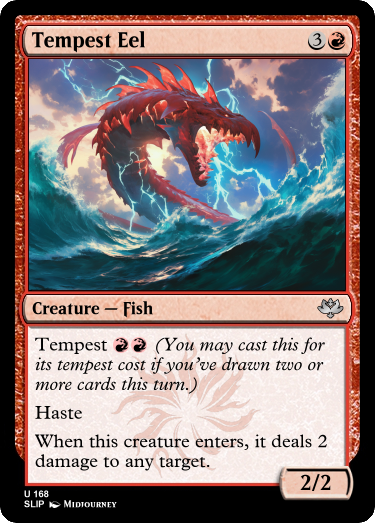 Tempest Eel 3
Creature — Fish
Tempest (You may cast this for
its tempest cost if you've drawn two or
more cards this turn.)
Haste
When this creature enters, it deals 2
damage to any target.
2/2
U 168
SLIP Midjourney